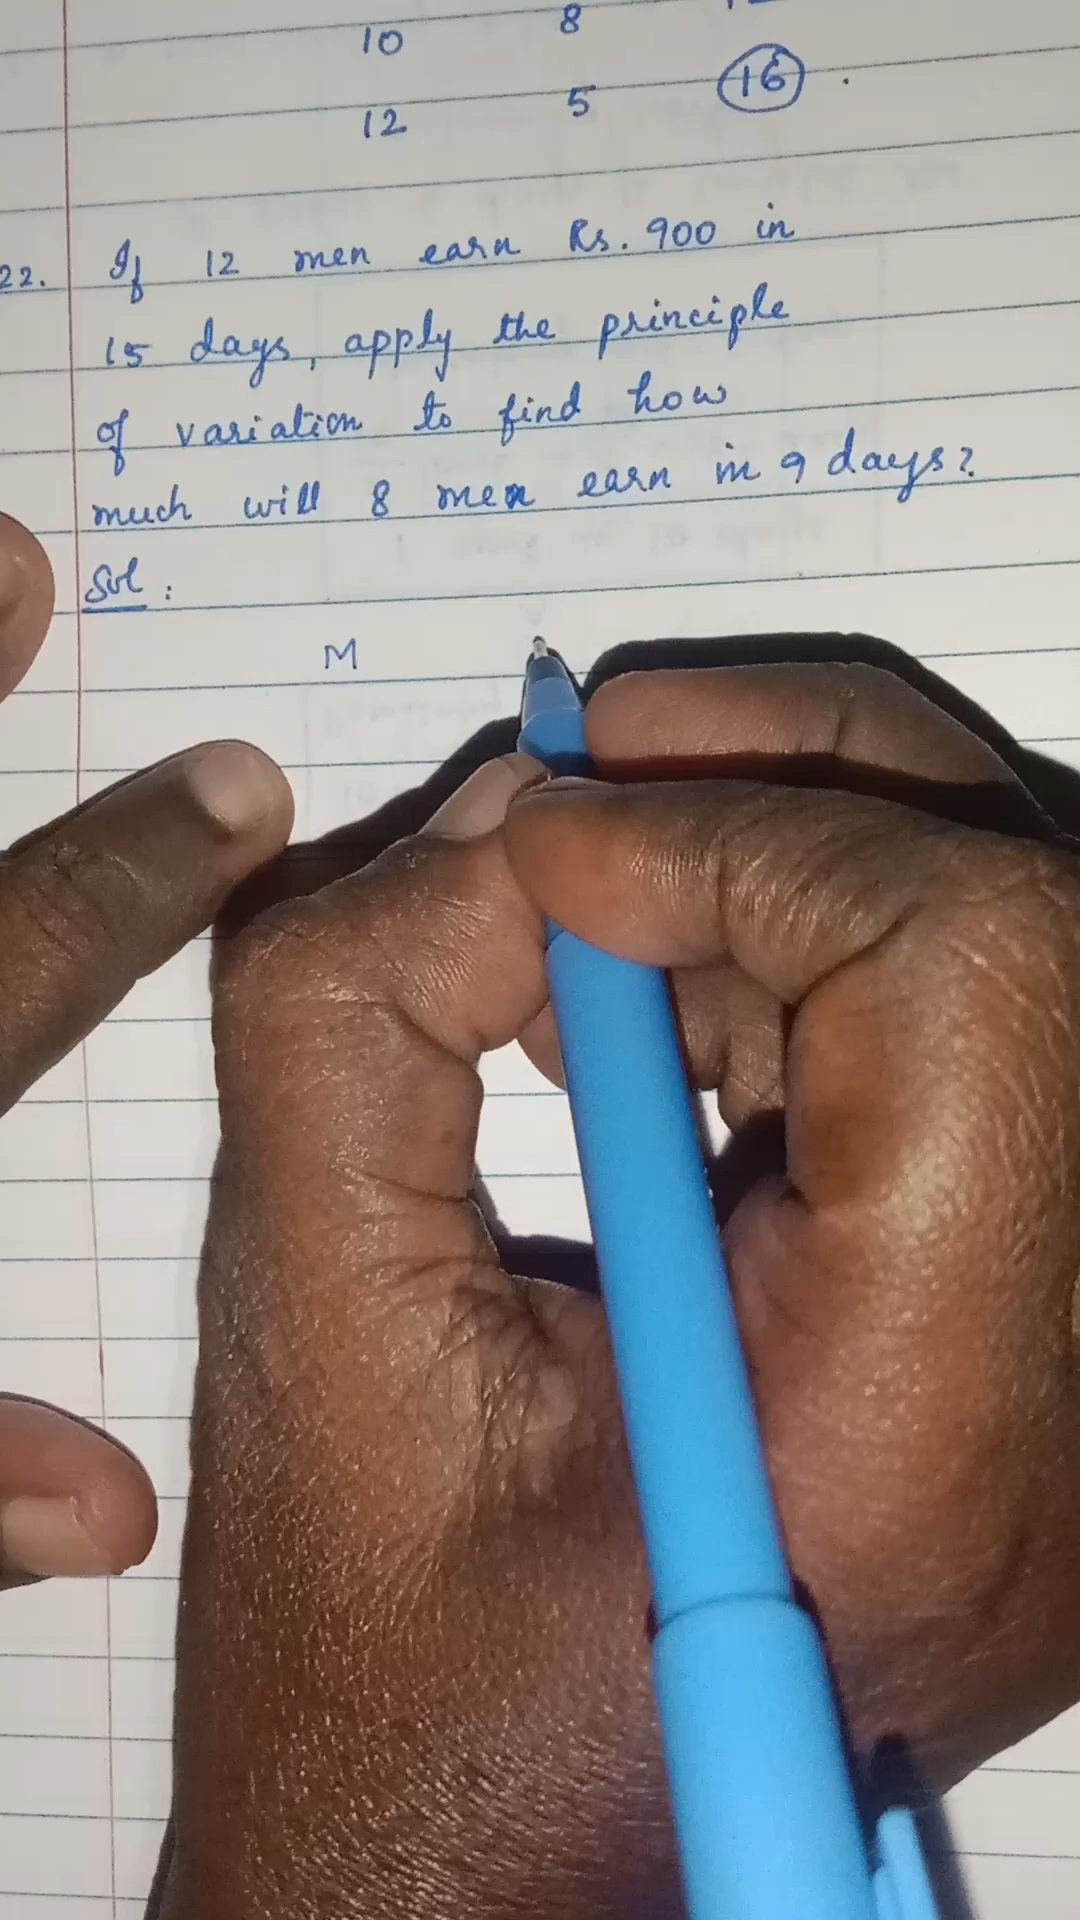 10 8
12 5 16 .
22. If 12 men earn Rs. 900 in
15 days, apply the principle
of variation to find how
much will 8 men earn in 9 days?
Sol :
M